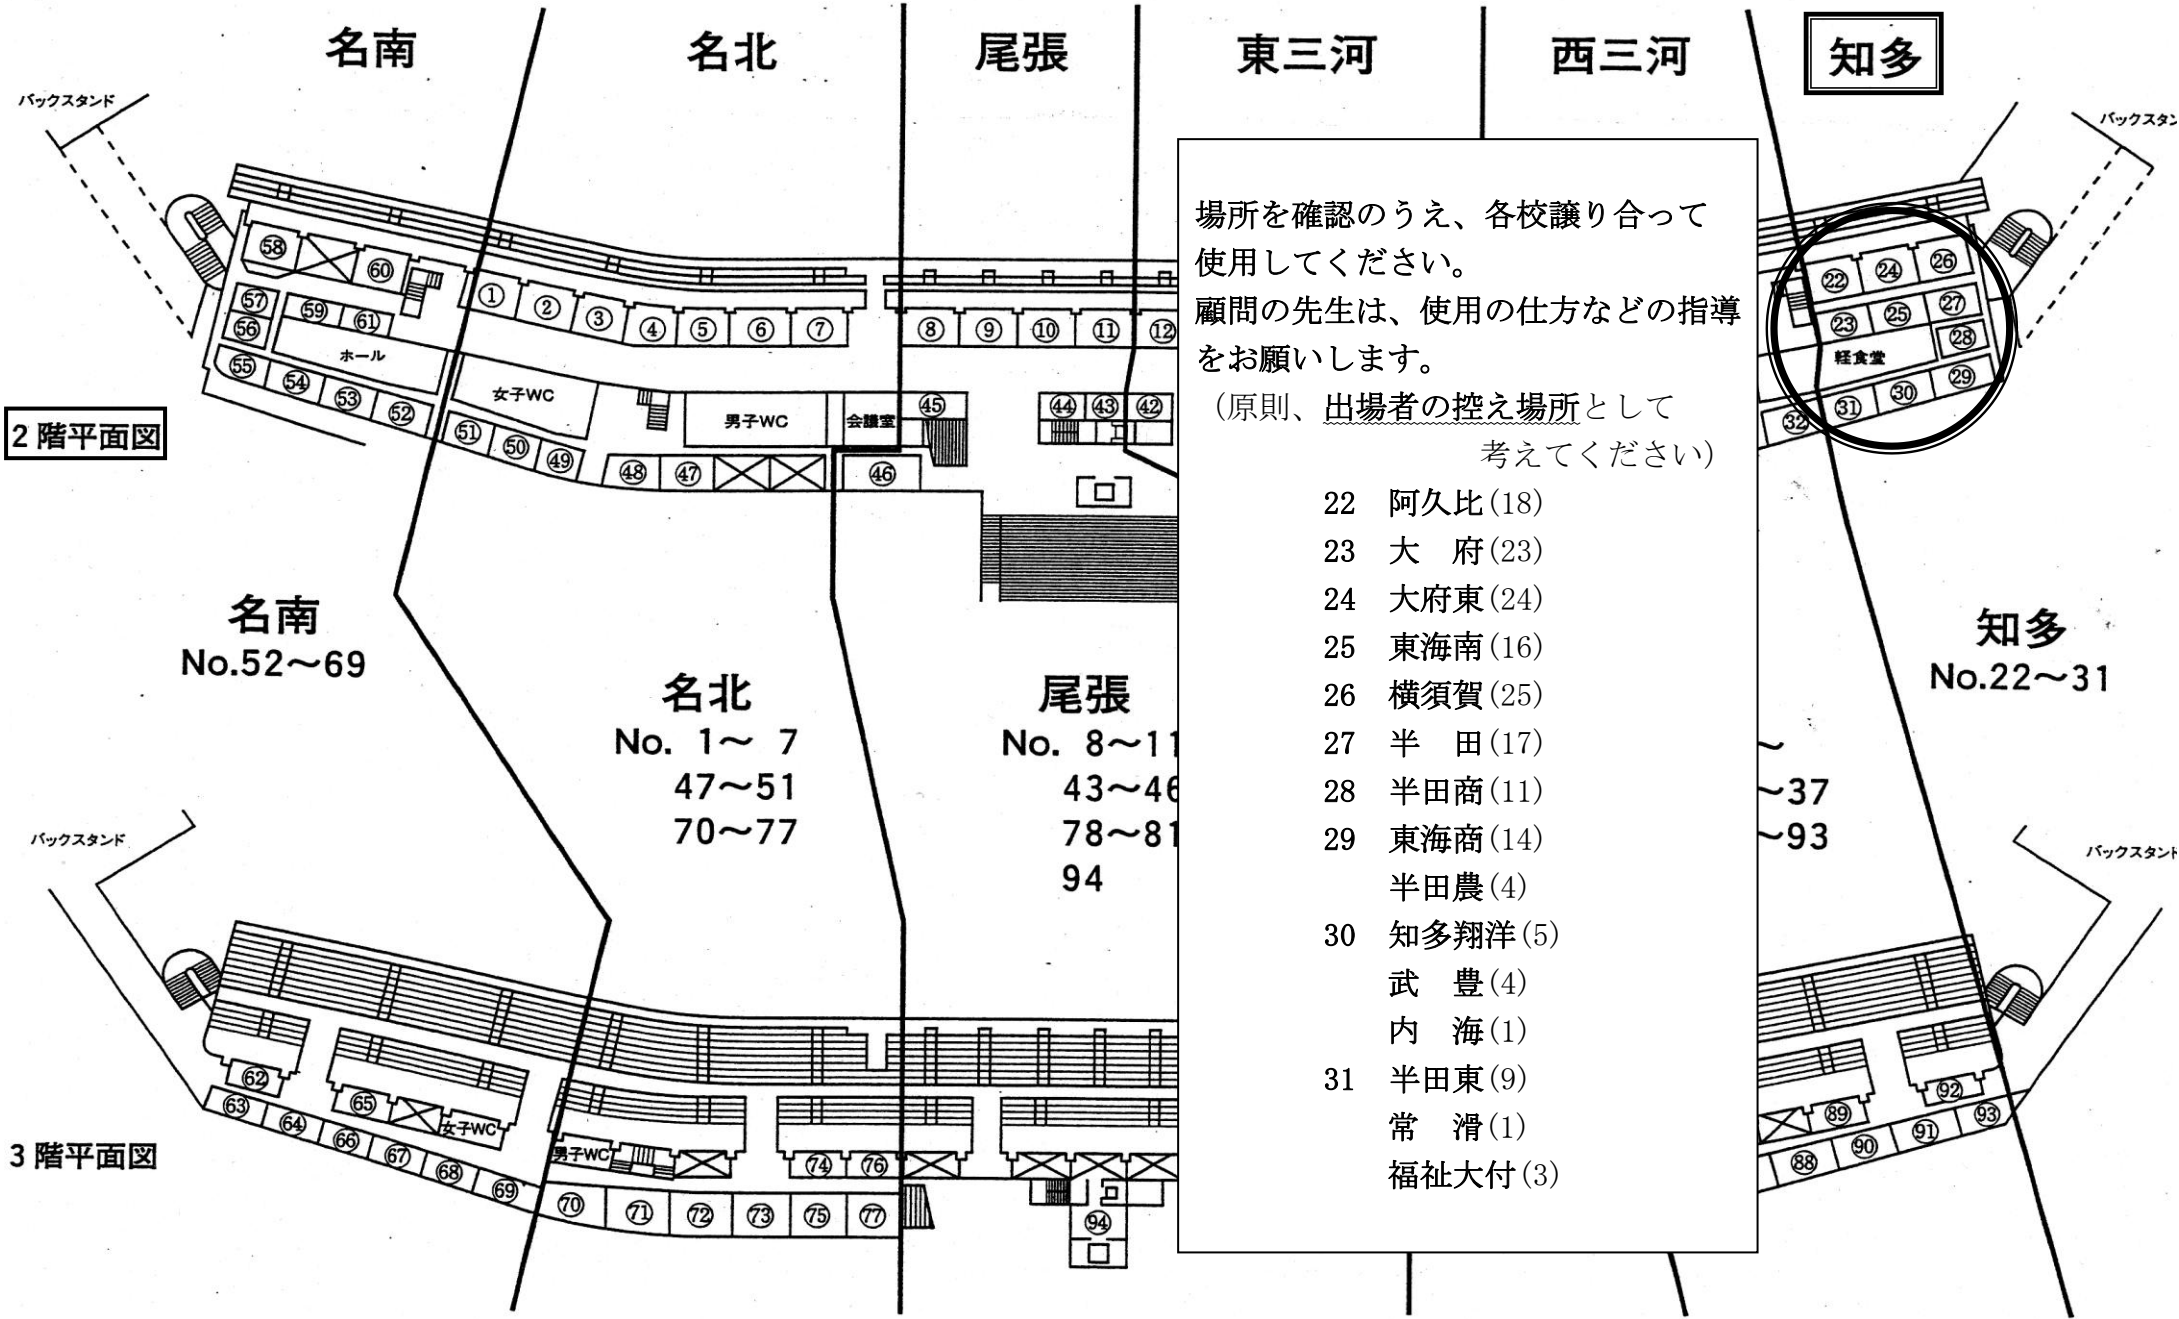 名南
名北
尾張
東三河
西三河
知多
バックスタンド
バックスタン
58
60
57
59
61
56
ホール
55
54
53
52
①
②
③
④
⑤
⑥
⑦
⑧
⑨
⑩
⑪
⑫
女子WC
男子WC
会議室
45
44
43
42
51
50
49
48
47
46
2階平面図
22
24
26
23
25
27
28
軽食堂
29
30
31
32
場所を確認のうえ、各校譲り合って
使用してください。
顧問の先生は、使用の仕方などの指導
をお願いします。
（原則、出場者の控え場所として
考えてください）
22 阿久比(18)
23 大 府(23)
24 大府東(24)
25 東海南(16)
26 横須賀(25)
27 半 田(17)
28 半田商(11)
29 東海商(14)
半田農(4)
30 知多翔洋(5)
武 豊(4)
内 海(1)
31 半田東(9)
常 滑(1)
福祉大付(3)
名南
No.52～69
名北
No. 1～ 7
47～51
70～77
尾張
No. 8～11
43～46
78～81
94
～
～37
～93
知多
No.22～31
バックスタンド
バックスタンド
62
63
64
65
66
67
68
69
女子WC
男子WC
70
71
72
73
74
75
76
77
94
88
89
90
91
92
93
3階平面図